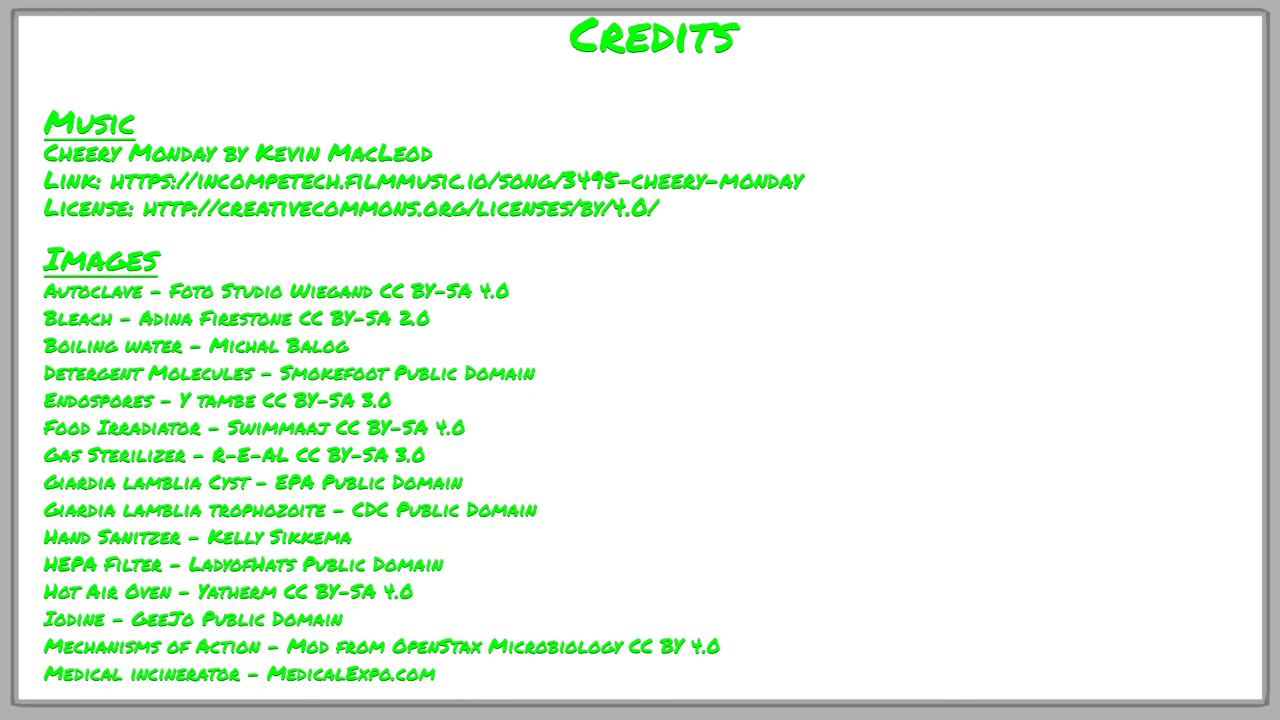 Credits
Music
Cheery Monday by Kevin MacLeod
Link: https://incompetech.filmmusic.io/song/3495-cheery-monday
License: http://creativecommons.org/licenses/by/4.0/
Images
Autoclave - Foto Studio Wiegand CC BY-SA 4.0
Bleach - Adina Firestone CC BY-SA 2.0
Boiling water - Michal Balog
Detergent Molecules - Smokefoot Public Domain
Endospores - Y tambe CC BY-SA 3.0
Food Irradiator - Swimmaaj CC BY-SA 4.0
Gas Sterilizer - R-E-AL CC BY-SA 3.0
Giardia lamblia Cyst - EPA Public Domain
Giardia lamblia trophozoite - CDC Public Domain
Hand Sanitzer - Kelly Sikkema
HEPA Filter - LadyofHats Public Domain
Hot Air Oven - Yatherm CC BY-SA 4.0
Iodine - GeeJo Public Domain
Mechanisms of Action - Mod from OpenStax Microbiology CC BY 4.0
Medical incinerator - MedicalExpo.com